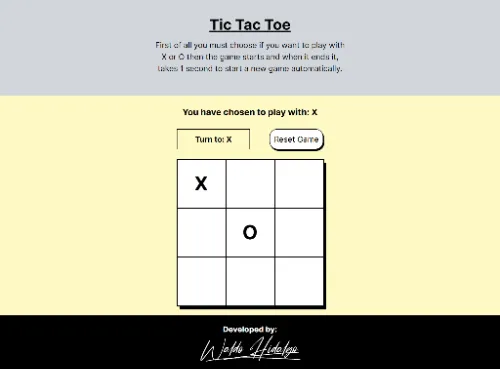 Tic Tac Toe
First of all you must choose if you want to play with
X or O then the game starts and when it ends it,
takes 1 second to start a new game automatically.
You have chosen to play with: X
Turn to: X
Reset Game
X
O
Developed by:
Waldo Hidalgo